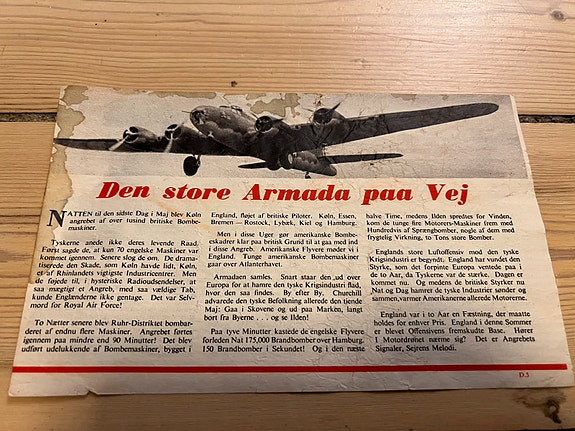 Den store Armada paa Vej
NATTEN til den sidste Dag i Maj blev Køln
angrebet af over tusind britiske Bombe-
maskiner.
Tyskerne anede ikke deres levende Raad.
Først sagde de, at kun 70 engelske Maskiner var
kommet igennem. Senere slog de om. De drama-
tiserede den Skade, som Køln havde lidt, Køln,
et af Rhinlandets vigtigste Industricentrer. Men
de føjede til, i hysteriske Radioudsendelser, at
saa mægtigt et Angreb, med saa vældige Tab,
kunde Englænderne ikke gentage. Det var Selv-
mord for Royal Air Force!
To Nætter senere blev Ruhr-Distriktet bombar-
deret af endnu flere Maskiner. Angrebet førtes
igennem paa mindre end 90 Minutter! Det blev
udført udelukkende af Bombemaskiner, bygget i
England, fløjet af britiske Piloter. Køln, Essen,
Bremen — Rostock, Lybæk, Kiel og Hamburg.
Men i disse Uger gør amerikanske Bombe-
eskadrer klar paa britisk Grund til at gaa med ind
i disse Angreb. Amerikanske Flyvere møder vi i
England. Tunge amerikanske Bombemaskiner
gaar over Atlanterhavet.
Armadaen samles. Snart staar den ud over
Europa for at hamre den tyske Krigsindustri flad,
hvor den saa findes. By efter By. Churchill
advarede den tyske Befolkning allerede den tiende
Maj: Gaa i Skovene og ud paa Marken, langt
bort fra Byerne . . . og se Ilden!
Paa tyve Minutter kastede de engelske Flyvere
forleden Nat 175,000 Brandbomber over Hamburg.
150 Brandbomber i Sekundet! Og i den næste
halve Time, medens Ilden spredtes for Vinden,
kom de tunge fire Motorers-Maskiner frem med
Hundredvis af Sprængbomber, nogle af dem med
frygtelig Virkning, to Tons store Bomber.
Englands store Luftoffensiv mod den tyske
Krigsindustri er begyndt. England har vundet den
Styrke, som det forpinte Europa ventede paa i
to to Aar, da Tyskerne var de stærke. Dagen er
kommet nu. Og medens de britiske Styrker nu
Nat og Dag hamrer de tyske Industrier sønder og
sammen, varmer Amerikanerne allerede Motorerne.
England var i to Aar en Fæstning, der maatte
holdes for enhver Pris. England i denne Sommer
er blevet Offensivens fremskudte Base. Hører
I Motordrønet nærme sig? Det er Angrebets
Signaler, Sejrens Melodi.
D.3